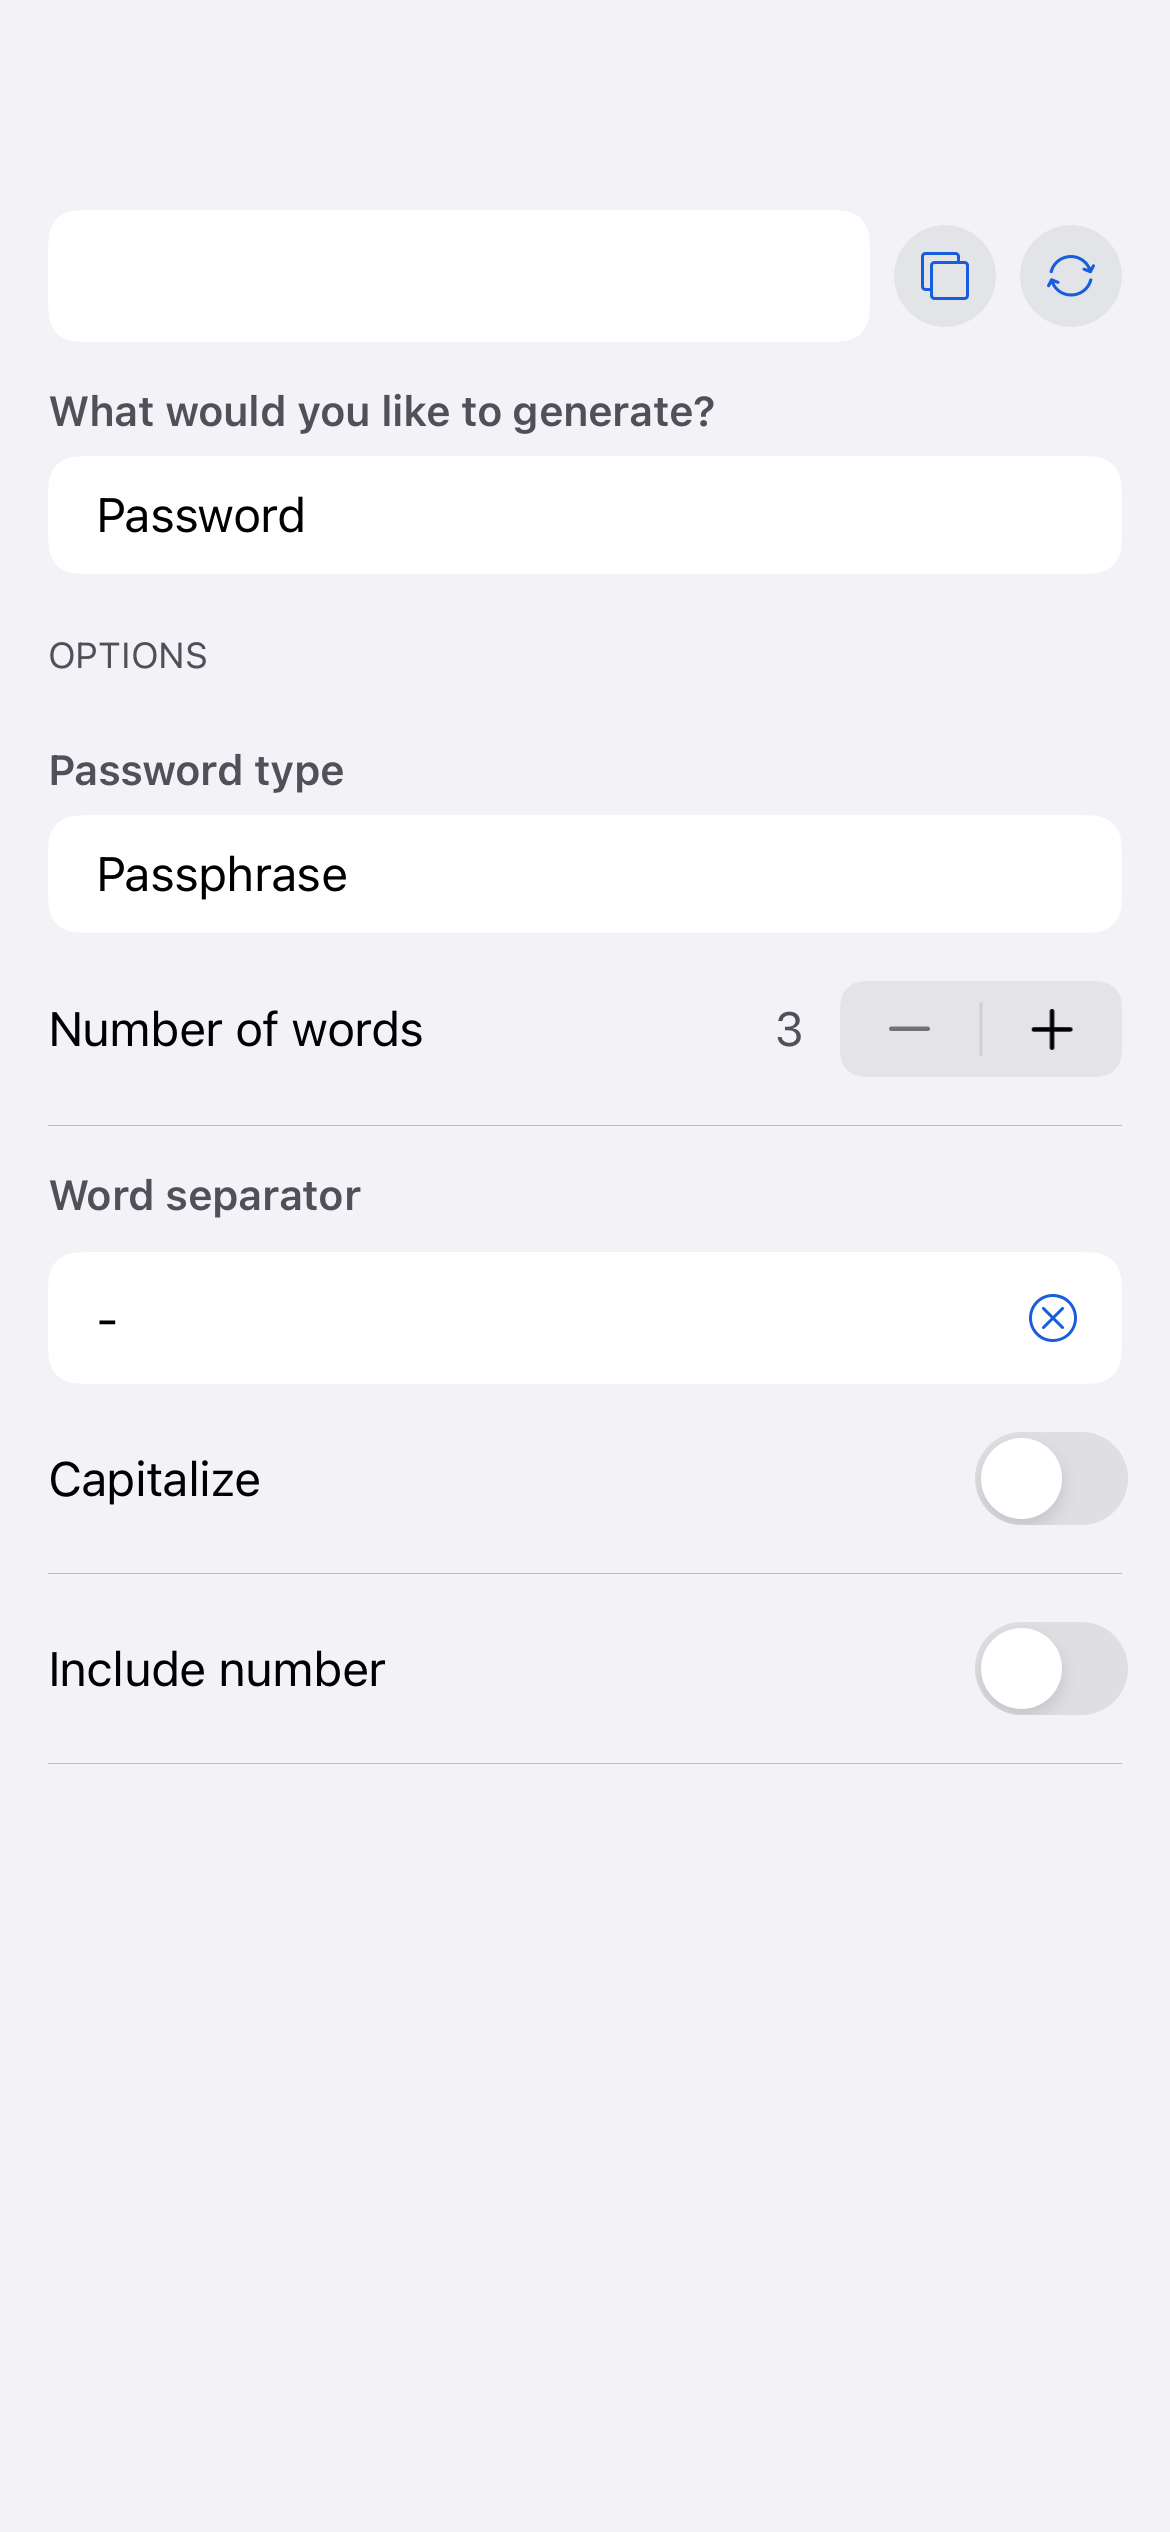 What would you like to generate?
Password
OPTIONS
Password type
Passphrase
Number of words 3
Word separator
-
Capitalize
Include number